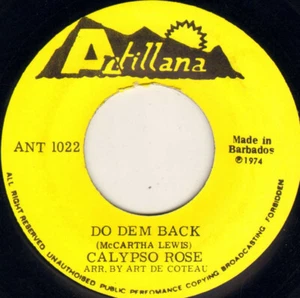 Antillana
ANT 1022
Made in
Barbados
℗1974
DO DEM BACK
(McCARTHA LEWIS)
CALYPSO ROSE
ARR. BY ART DE COTEAU
ALL RIGHT RESERVED. UNAUTHOIBED PUBLIC PERFOMANCE COPYING BROADCASTING FORBIDDEN